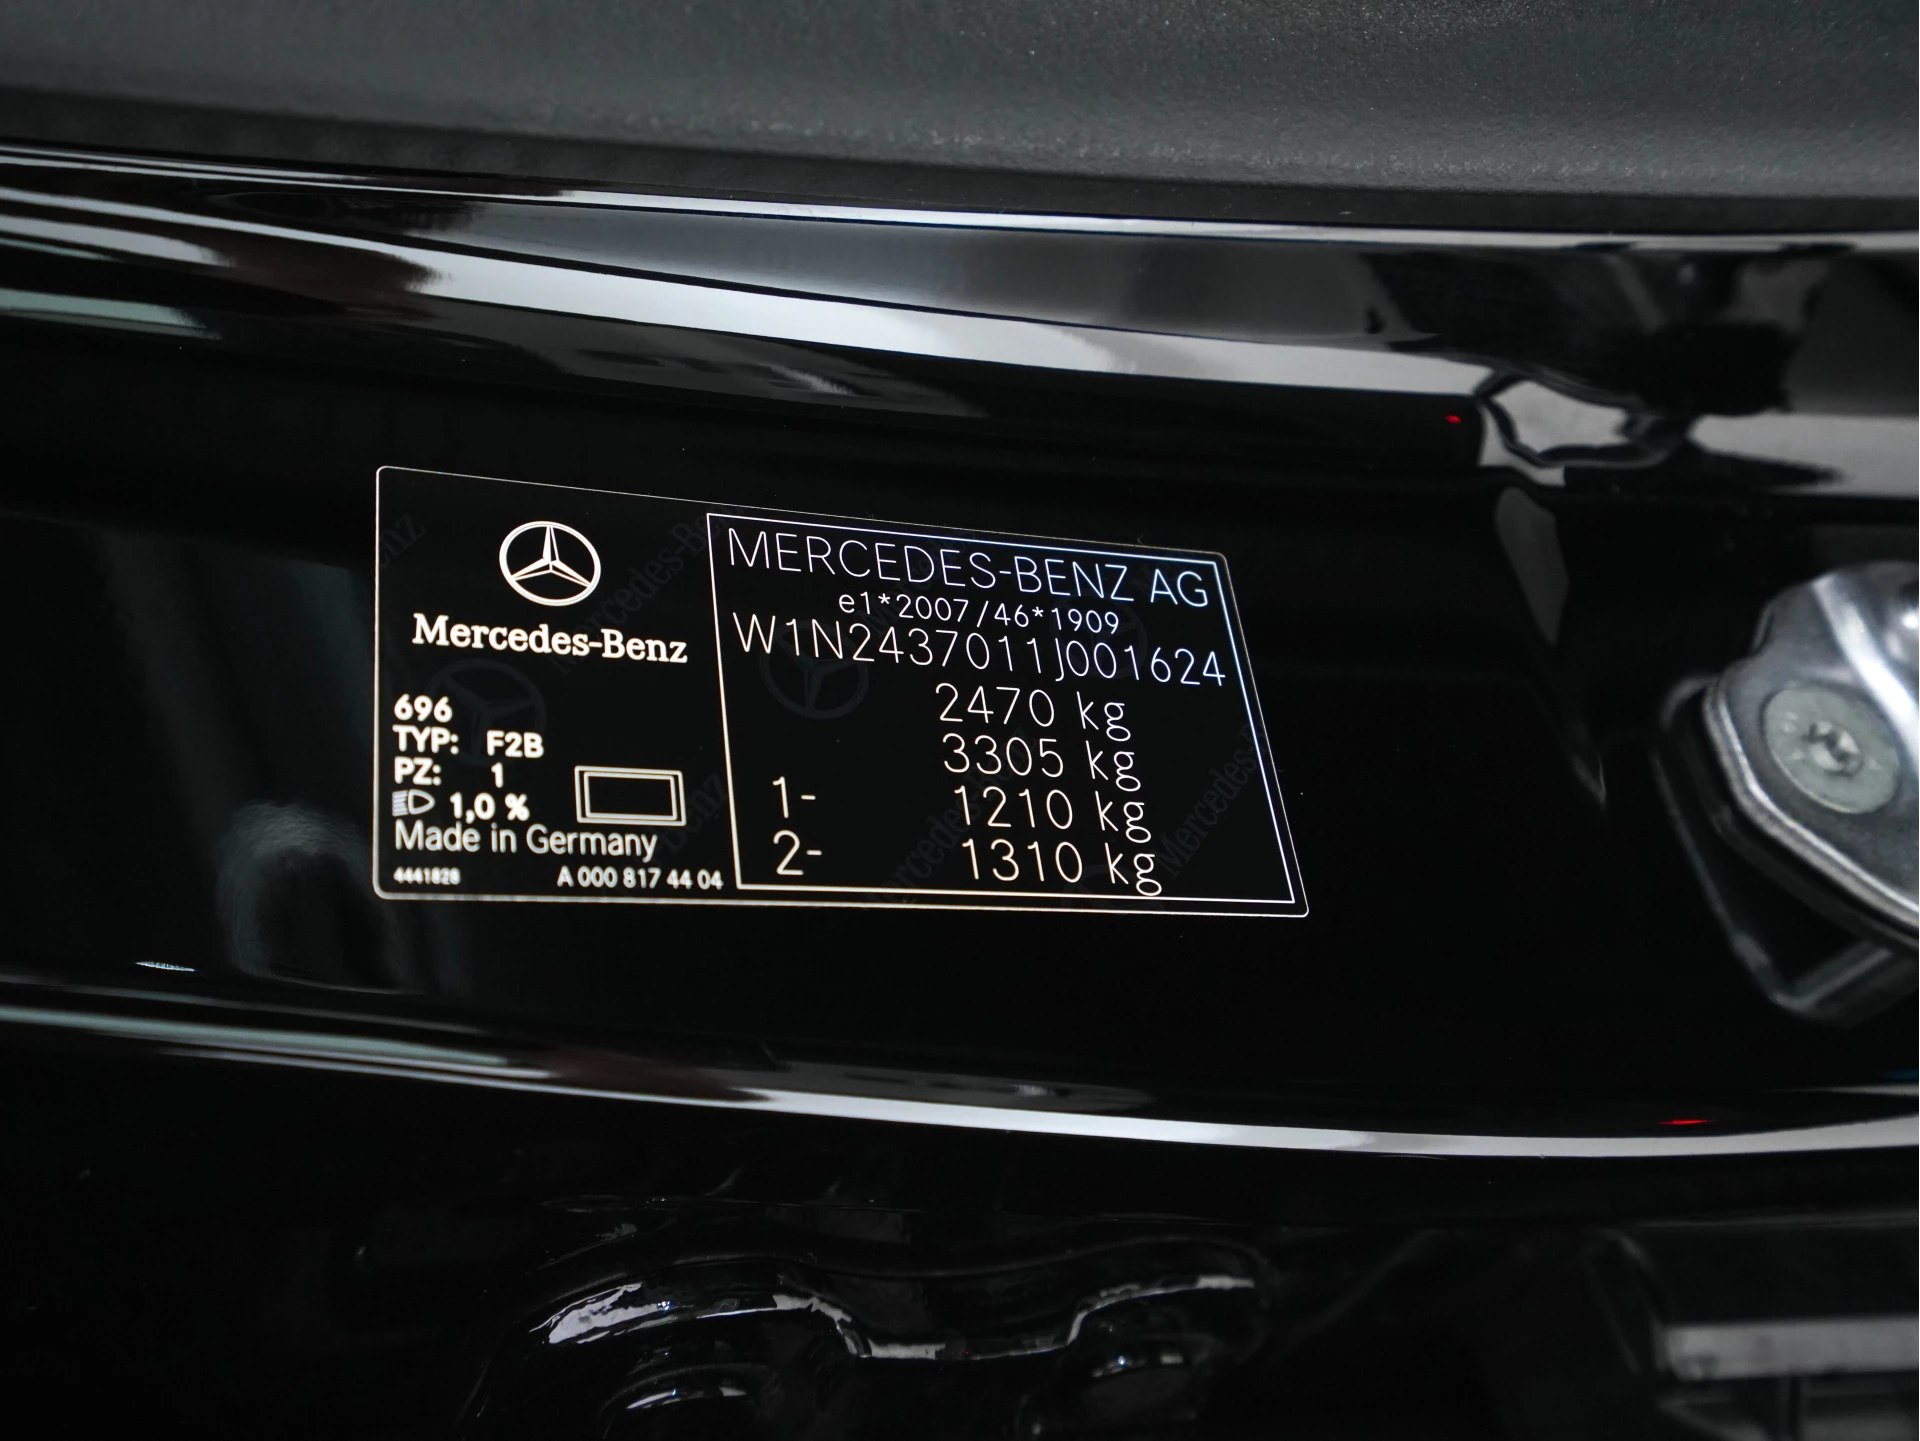 Mercedes-Benz
696
TYP: F2B
PZ: 1
1,0 %
Made in Germany
4441828 A 000 817 44 04
MERCEDES-BENZ AG
e1*2007/46*1909
W1N2437011J001624
2470 kg
3305 kg
1- 1210 kg
2- 1310 kg